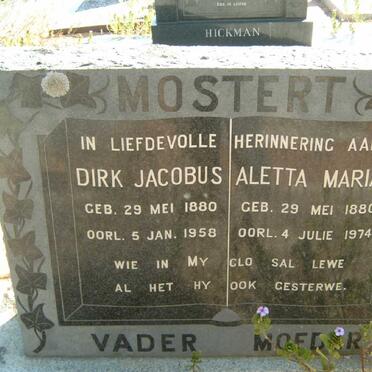 HICKMAN
MOSTERT
IN LIEFDEVOLLE HERINNERING AAN
DIRK JACOBUS ALETTA MARIA
GEB. 29 MEI 1880 GEB. 29 MEI 1880
OORL. 5 JAN. 1958 OORL. 4 JULIE 1974
WIE IN MY GLO SAL LEWE
AL HET HY OOK GESTERWE.
VADER MOEDER